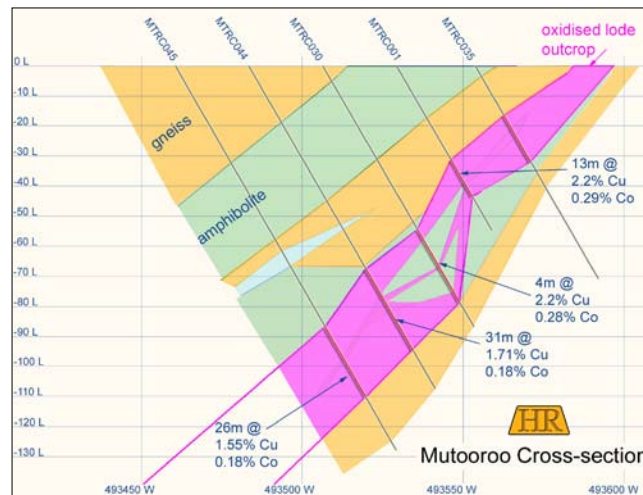 MTRC045
MTRC044
MTRC030
MTRC001
MTRC035
oxidised lode
outcrop
0 L
-10 L
-20 L
-30 L
-40 L
-50 L
-60 L
-70 L
-80 L
-90 L
-100 L
-110 L
-120 L
-130 L
gneiss
amphibolite
13m @
2.2% Cu
0.29% Co
4m @
2.2% Cu
0.28% Co
31m @
1.71% Cu
0.18% Co
26m @
1.55% Cu
0.18% Co
HR
Mutooroo Cross-section
493450 W
493500 W
493550 W
493600 W